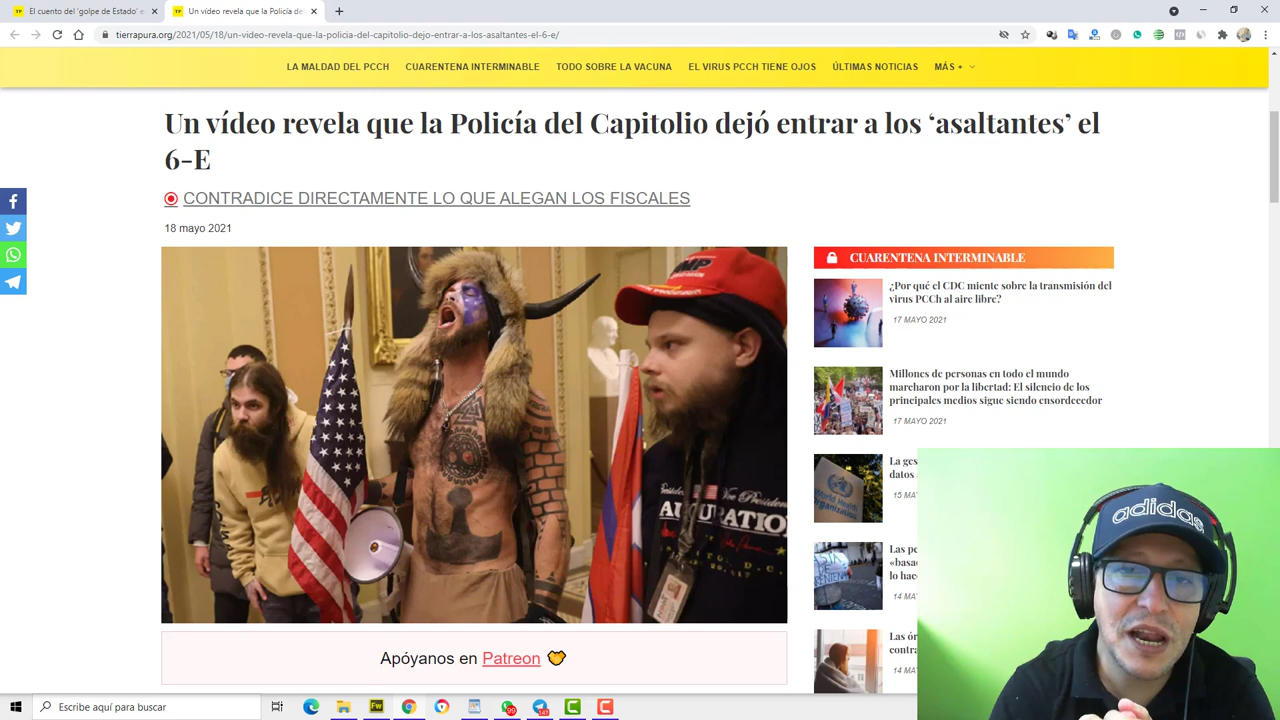 El cuento del 'golpe de Estado' e
Un vídeo revela que la Policía del
tierrapura.org/2021/05/18/un-video-revela-que-la-policia-del-capitolio-dejo-entrar-a-los-asaltantes-el-6-e/
LA MALDAD DEL PCCH
CUARENTENA INTERMINABLE
TODO SOBRE LA VACUNA
EL VIRUS PCCH TIENE OJOS
ÚLTIMAS NOTICIAS
MÁS +
Un vídeo revela que la Policía del Capitolio dejó entrar a los ‘asaltantes’ el
6-E
CONTRADICE DIRECTAMENTE LO QUE ALEGAN LOS FISCALES
18 mayo 2021
CUARENTENA INTERMINABLE
¿Por qué el CDC miente sobre la transmisión del
virus PCCh al aire libre?
17 MAYO 2021
Millones de personas en todo el mundo
marcharon por la libertad: El silencio de los
principales medios sigue siendo ensordecedor
17 MAYO 2021
La ges
datos
15 MA
World Health
Organization
Las pe
«basa
lo hac
14 MA
Las ór
contra
14 MA
adidas
Apóyanos en Patreon
Escribe aquí para buscar